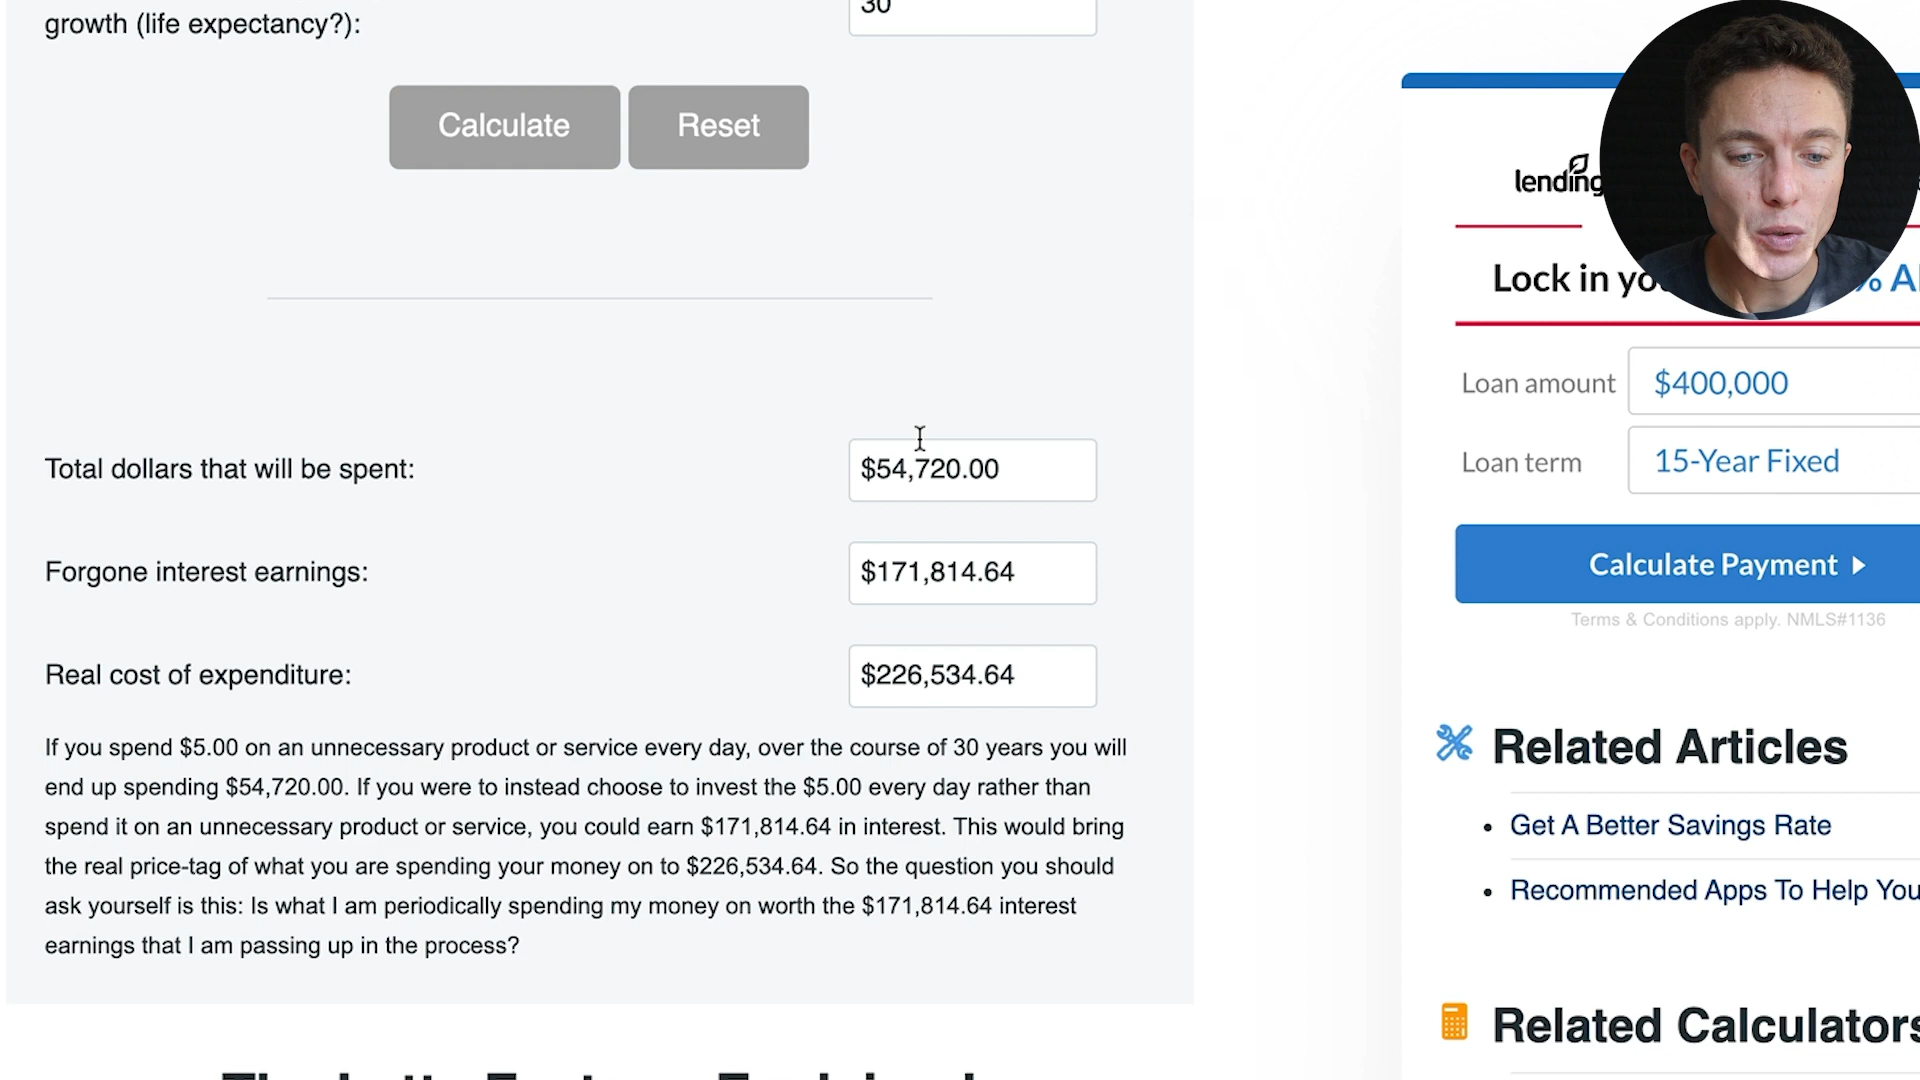 growth (life expectancy?):
30
Calculate
Reset
Total dollars that will be spent:
$54,720.00
Forgone interest earnings:
$171,814.64
Real cost of expenditure:
$226,534.64
If you spend $5.00 on an unnecessary product or service every day, over the course of 30 years you will
end up spending $54,720.00. If you were to instead choose to invest the $5.00 every day rather than
spend it on an unnecessary product or service, you could earn $171,814.64 in interest. This would bring
the real price-tag of what you are spending your money on to $226,534.64. So the question you should
ask yourself is this: Is what I am periodically spending my money on worth the $171,814.64 interest
earnings that I am passing up in the process?
lending
Lock in yo
% A
Loan amount
$400,000
Loan term
15-Year Fixed
Calculate Payment
Terms & Conditions apply. NMLS#1136
Related Articles
• Get A Better Savings Rate
• Recommended Apps To Help You
Related Calculators